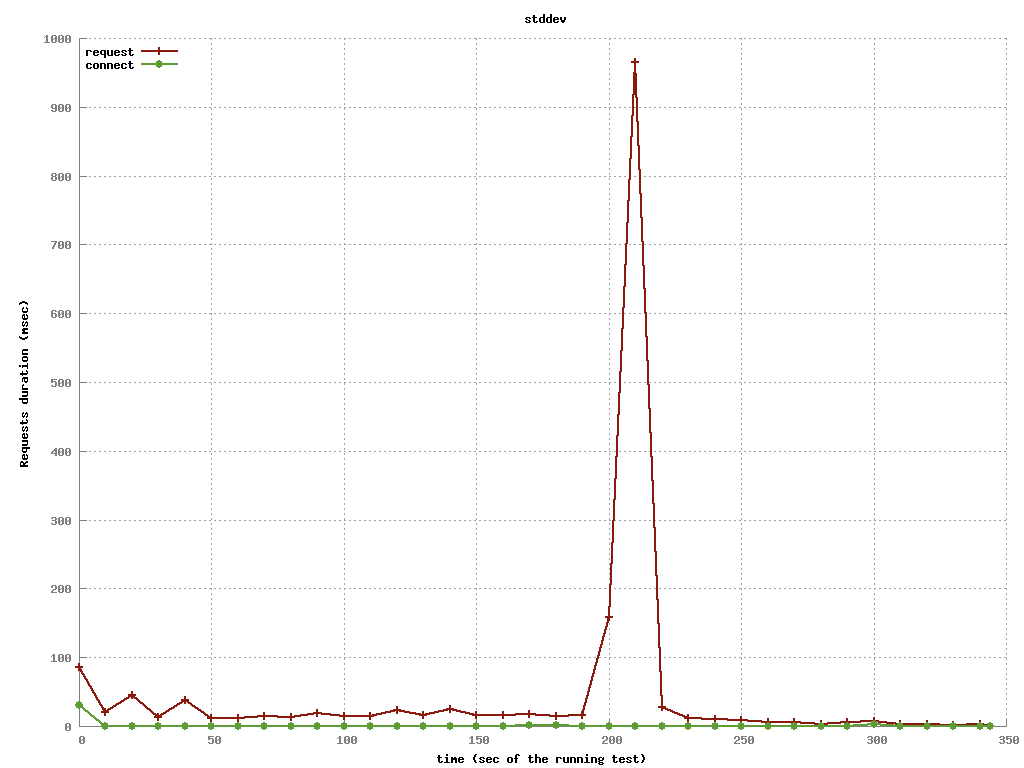 stddev
request
connect
1000
900
800
700
600
500
400
300
200
100
0
Requests duration (msec)
0 50 100 150 200 250 300 350
time (sec of the running test)